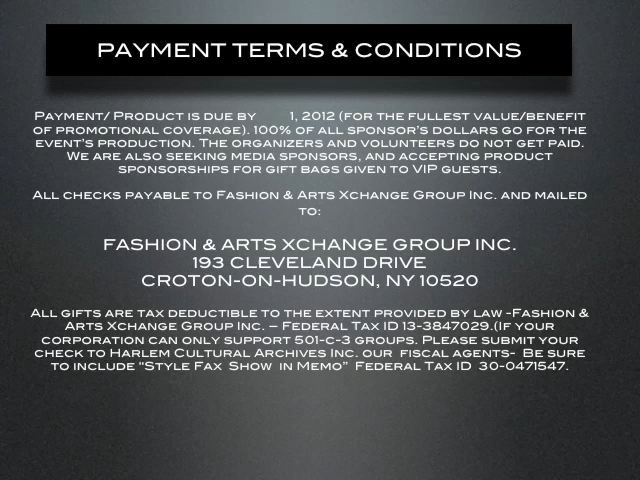 PAYMENT TERMS & CONDITIONS
PAYMENT/ PRODUCT IS DUE BY 1, 2012 (FOR THE FULLEST VALUE/BENEFIT
OF PROMOTIONAL COVERAGE). 100% OF ALL SPONSOR'S DOLLARS GO FOR THE
EVENT'S PRODUCTION. THE ORGANIZERS AND VOLUNTEERS DO NOT GET PAID.
WE ARE ALSO SEEKING MEDIA SPONSORS, AND ACCEPTING PRODUCT
SPONSORSHIPS FOR GIFT BAGS GIVEN TO VIP GUESTS.
ALL CHECKS PAYABLE TO FASHION & ARTS XCHANGE GROUP INC. AND MAILED
TO:
FASHION & ARTS XCHANGE GROUP INC.
193 CLEVELAND DRIVE
CROTON-ON-HUDSON, NY 10520
ALL GIFTS ARE TAX DEDUCTIBLE TO THE EXTENT PROVIDED BY LAW -FASHION &
ARTS XCHANGE GROUP INC. – FEDERAL TAX ID 13-3847029.(IF YOUR
CORPORATION CAN ONLY SUPPORT 501-C-3 GROUPS. PLEASE SUBMIT YOUR
CHECK TO HARLEM CULTURAL ARCHIVES INC. OUR FISCAL AGENTS- BE SURE
TO INCLUDE "STYLE FAX SHOW IN MEMO" FEDERAL TAX ID 30-0471547.